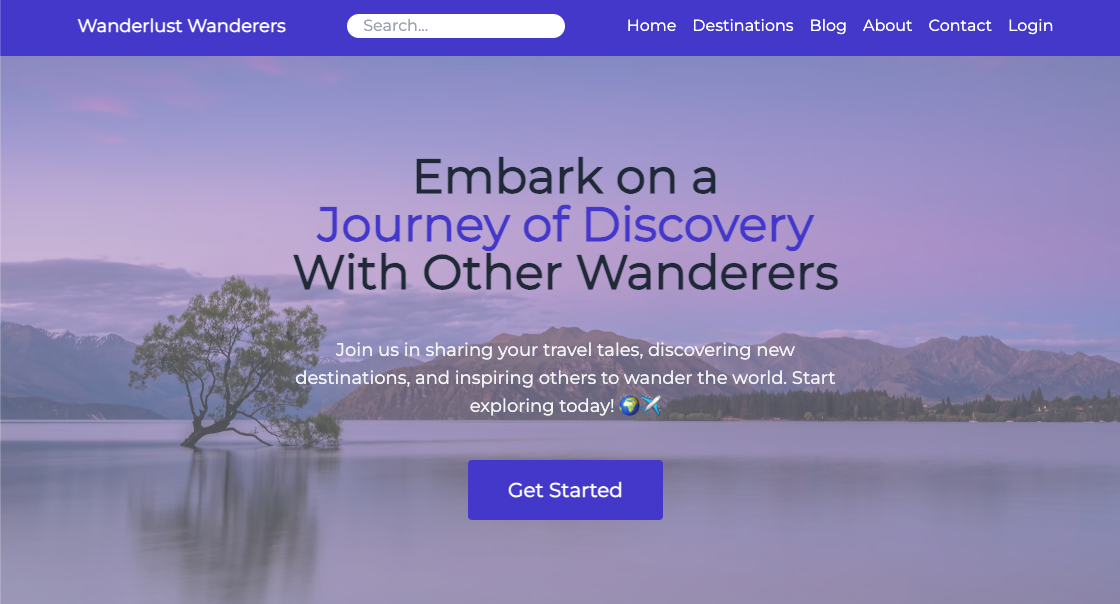 Wanderlust Wanderers
Search...
Home Destinations Blog About Contact Login
Embark on a
Journey of Discovery
With Other Wanderers
Join us in sharing your travel tales, discovering new
destinations, and inspiring others to wander the world. Start
exploring today! 🌍✈️
Get Started